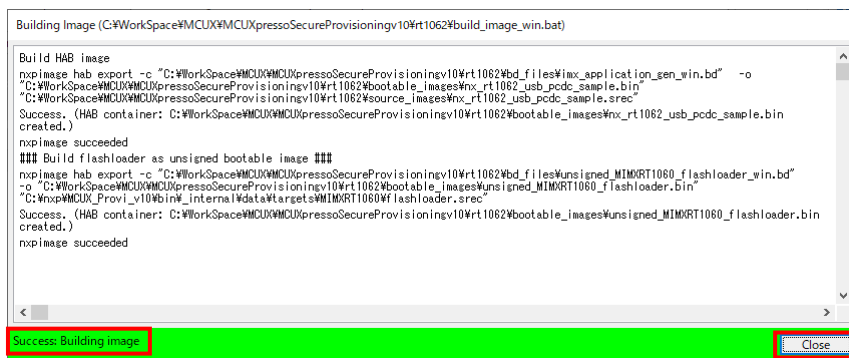 Building Image (C:¥WorkSpace¥MCUX¥MCUXpressoSecureProvisioningv10¥rt1062¥build_image_win.bat)
Build HAB image
nxpimage hab export -c "C:¥WorkSpace¥MCUX¥MCUXpressoSecureProvisioningv10¥rt1062¥bd_files¥imx_application_gen_win.bd" -o
"C:¥WorkSpace¥MCUX¥MCUXpressoSecureProvisioningv10¥rt1062¥bootable_images¥nx_rt1062_usb_pcdc_sample.bin"
"C:¥WorkSpace¥MCUX¥MCUXpressoSecureProvisioningv10¥rt1062¥source_images¥nx_rt1062_usb_pcdc_sample.srec"
Success. (HAB container: C:¥WorkSpace¥MCUX¥MCUXpressoSecureProvisioningv10¥rt1062¥bootable_images¥nx_rt1062_usb_pcdc_sample.bin
created.)
nxpimage succeeded
### Build flashloader as unsigned bootable image ###
nxpimage hab export -c "C:¥WorkSpace¥MCUX¥MCUXpressoSecureProvisioningv10¥rt1062¥bd_files¥unsigned_MIMXRT1060_flashloader_win.bd"
-o "C:¥WorkSpace¥MCUX¥MCUXpressoSecureProvisioningv10¥rt1062¥bootable_images¥unsigned_MIMXRT1060_flashloader.bin"
"C:¥nxp¥MCUX_Provi_v10¥bin¥_internal¥data¥targets¥MIMXRT1060¥flashloader.srec"
Success. (HAB container: C:¥WorkSpace¥MCUX¥MCUXpressoSecureProvisioningv10¥rt1062¥bootable_images¥unsigned_MIMXRT1060_flashloader.bin
created.)
nxpimage succeeded
Success: Building image
Close